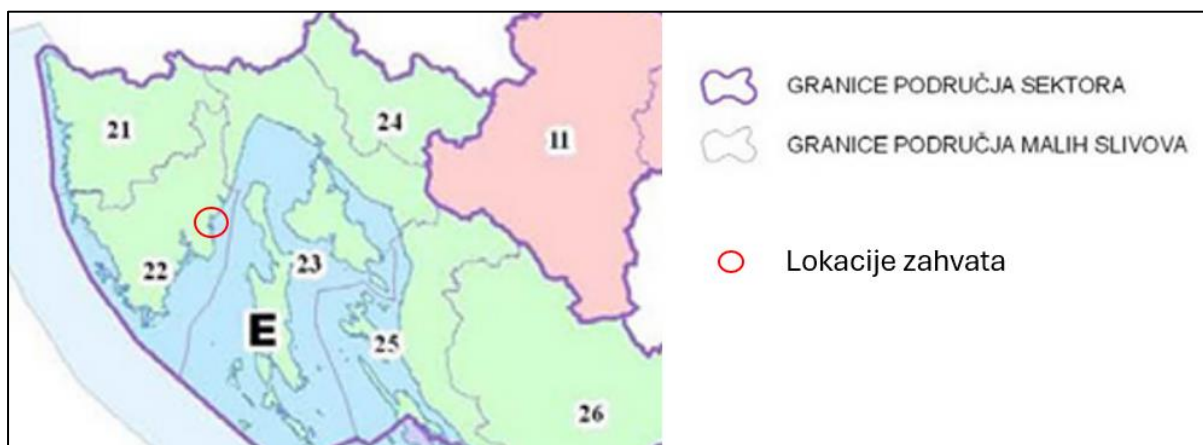 21
24
11
22
23
E
25
26
GRANICE PODRUČJA SEKTORA
GRANICE PODRUČJA MALIH SLIVOVA
Lokacije zahvata